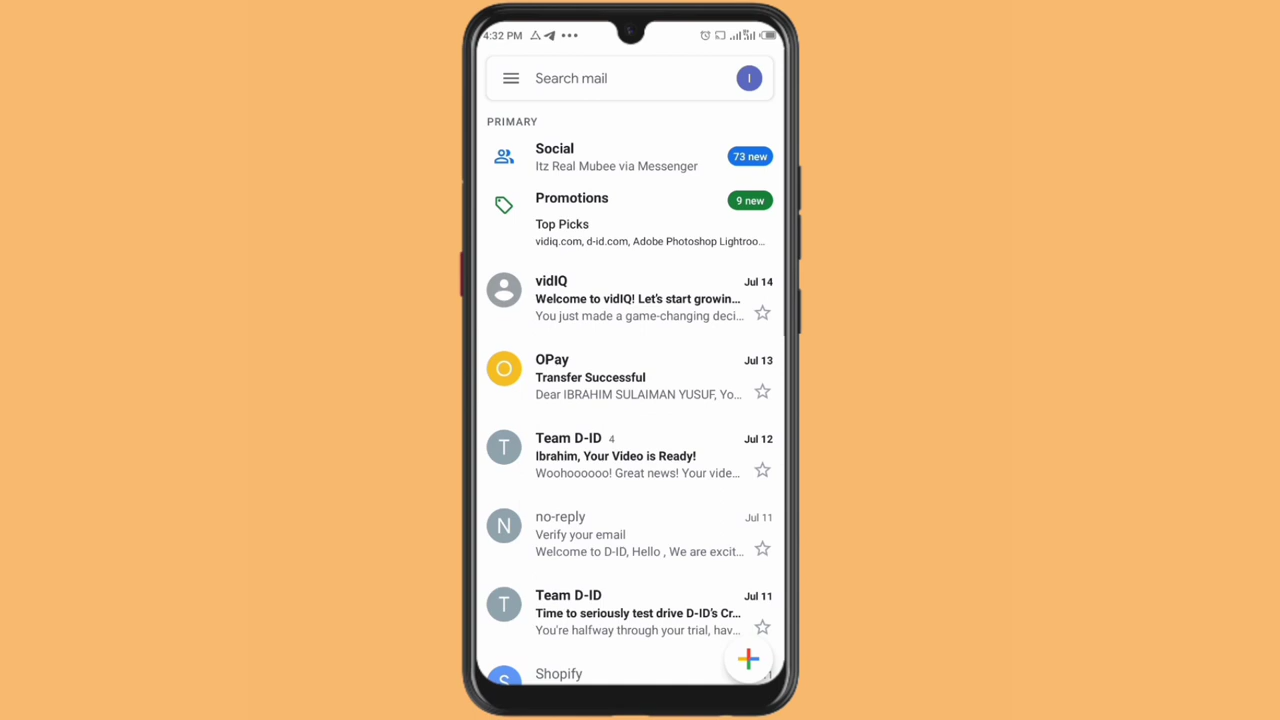 4:32 PM
Search mail
I
PRIMARY
Social
Itz Real Mubee via Messenger
73 new
Promotions
9 new
Top Picks
vidiq.com, d-id.com, Adobe Photoshop Lightroo...
vidIQ
Jul 14
Welcome to vidIQ! Let's start growin...
You just made a game-changing deci...
O
OPay
Jul 13
Transfer Successful
Dear IBRAHIM SULAIMAN YUSUF, Yo...
T
Team D-ID 4
Jul 12
Ibrahim, Your Video is Ready!
Woohoooooo! Great news! Your vide...
N
no-reply
Jul 11
Verify your email
Welcome to D-ID, Hello , We are excit...
T
Team D-ID
Jul 11
Time to seriously test drive D-ID's Cr...
You're halfway through your trial, hav...
S
Shopify